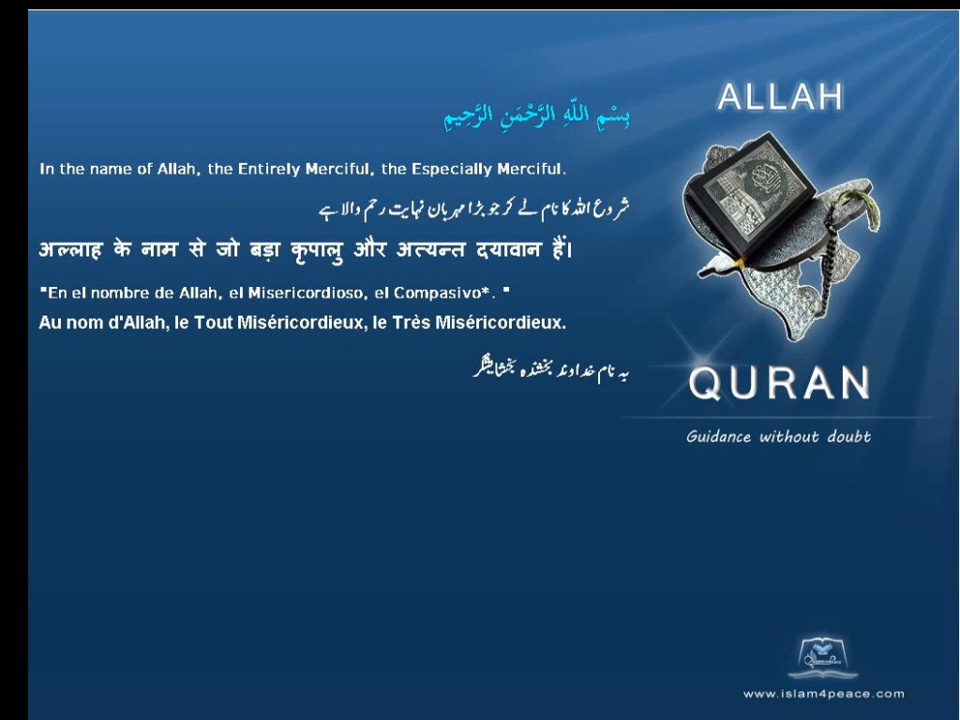 بِسْمِ اللّهِ الرَّحْمَنِ الرَّحِيمِ
In the name of Allah, the Entirely Merciful, the Especially Merciful.
شروع الله کا نام لے کر جو بڑا مہربان نہایت رحم والا ہے
अल्लाह के नाम से जो बड़ा कृपालु और अत्यन्त दयावान हैं।
"En el nombre de Allah, el Misericordioso, el Compasivo*. "
Au nom d'Allah, le Tout Miséricordieux, le Très Miséricordieux.
به نام خداوند بخشنده بخشایشگر
ALLAH
QURAN
Guidance without doubt
www.islam4peace.com